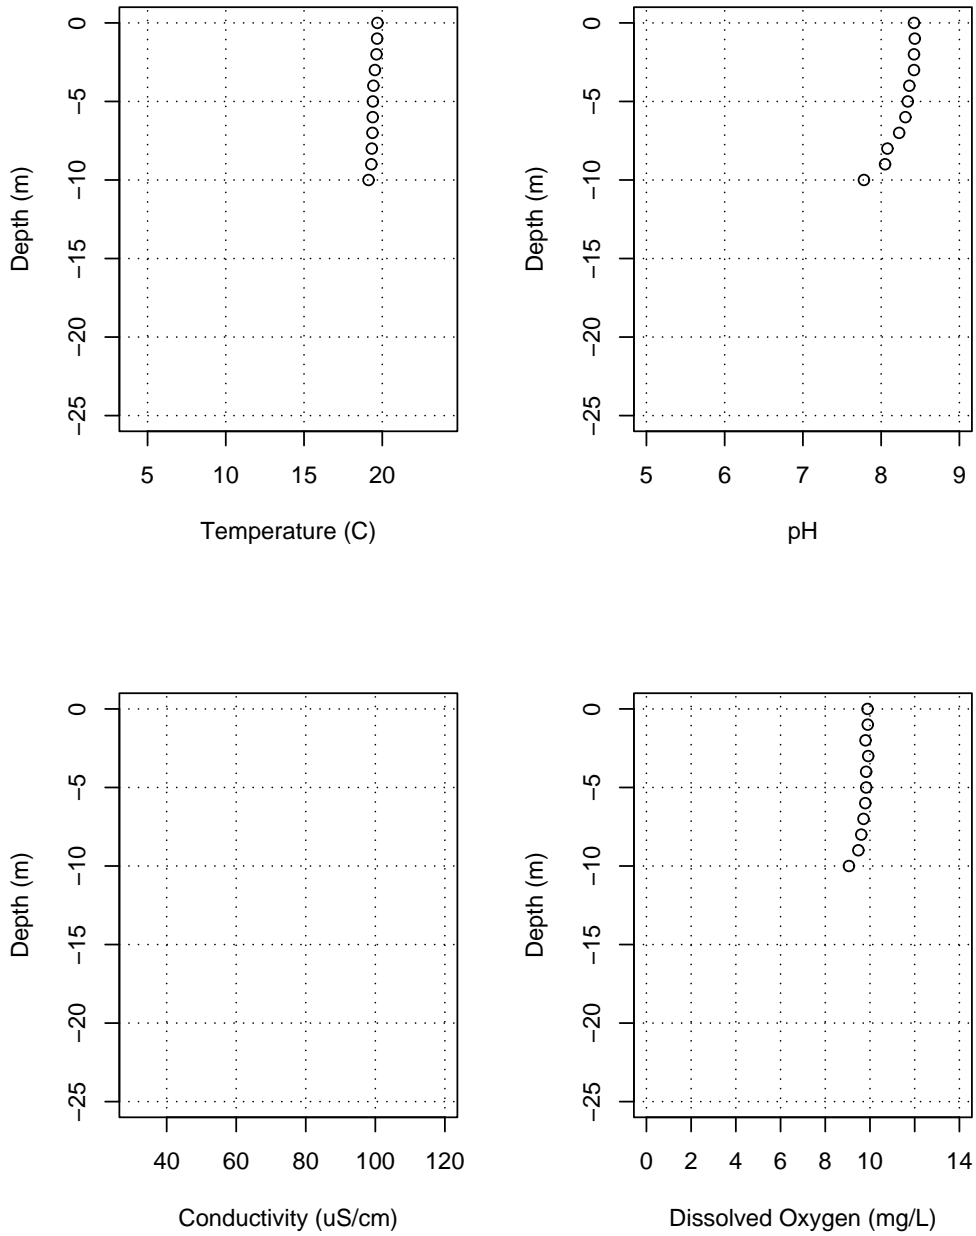 0
−5
−10
−15
−20
−25
Depth (m)
5 10 15 20
Temperature (C)
0
−5
−10
−15
−20
−25
Depth (m)
5 6 7 8 9
pH
0
−5
−10
−15
−20
−25
Depth (m)
40 60 80 100 120
Conductivity (uS/cm)
0
−5
−10
−15
−20
−25
Depth (m)
0 2 4 6 8 10 14
Dissolved Oxygen (mg/L)